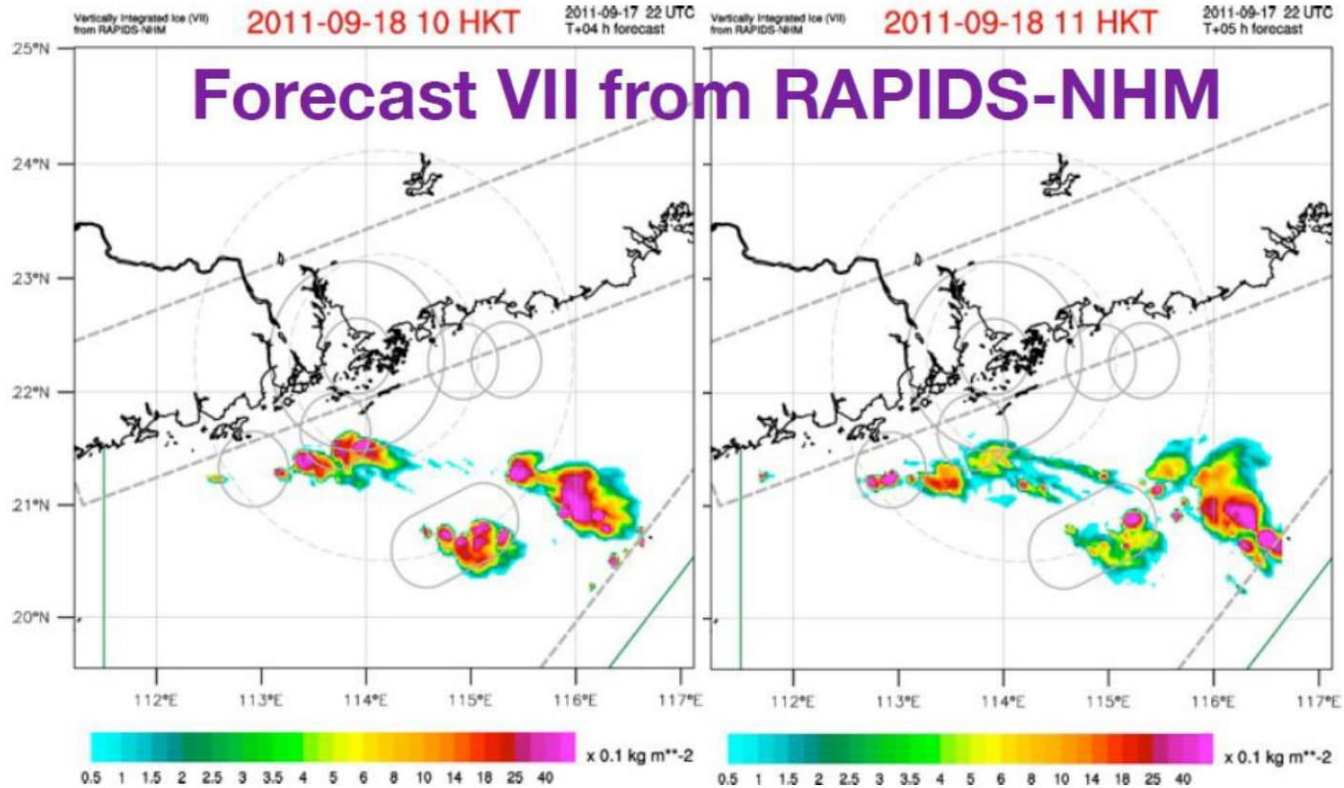 Vertically Integrated Ice (VII)
from RAPIDS-NHM
2011-09-18 10 HKT
2011-09-17 22 UTC
T+04 h forecast
Vertically Integrated Ice (VII)
from RAPIDS-NHM
2011-09-18 11 HKT
2011-09-17 22 UTC
T+05 h forecast
Forecast VII from RAPIDS-NHM
25°N
24°N
23°N
22°N
21°N
20°N
112°E 113°E 114°E 115°E 116°E 117°E
112°E 113°E 114°E 115°E 116°E 117°E
x 0.1 kg m**-2
0.5 1 1.5 2 2.5 3 3.5 4 5 6 8 10 14 18 25 40
x 0.1 kg m**-2
0.5 1 1.5 2 2.5 3 3.5 4 5 6 8 10 14 18 25 40